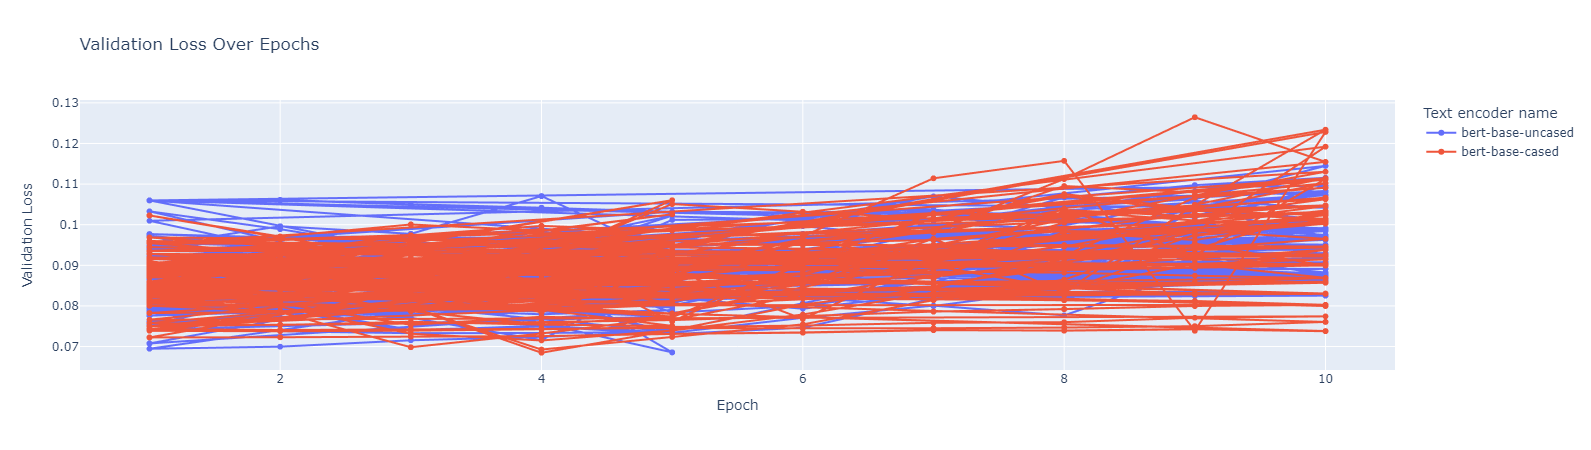 Validation Loss Over Epochs
0.13
0.12
0.11
0.1
0.09
0.08
0.07
Validation Loss
2
4
6
8
10
Epoch
Text encoder name
bert-base-uncased
bert-base-cased